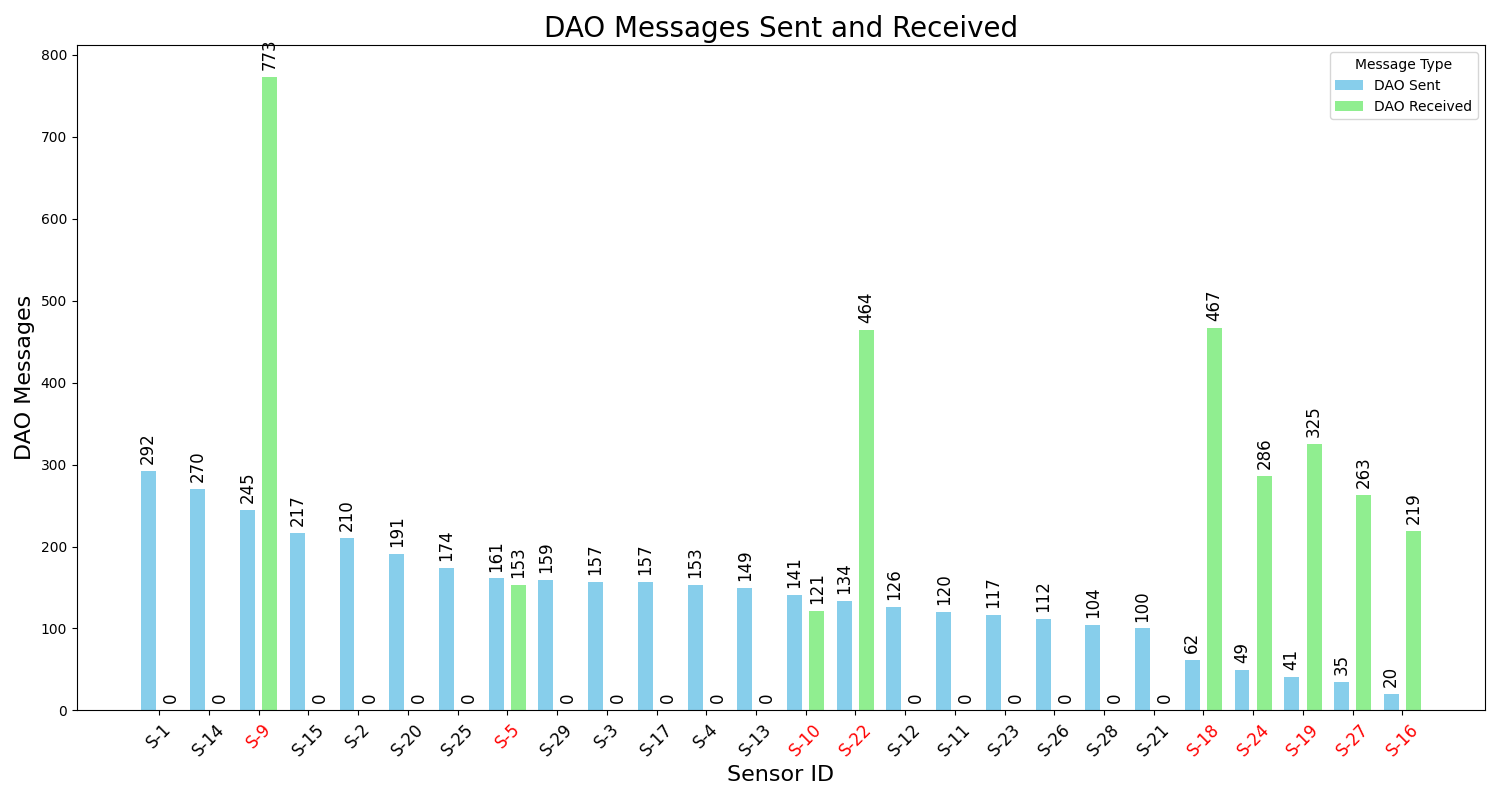 DAO Messages Sent and Received
Message Type
DAO Sent
DAO Received
DAO Messages
800
700
600
500
400
300
200
100
0
292
0
270
0
245
773
217
0
210
0
191
0
174
0
161
153
159
0
157
0
157
0
153
0
149
0
141
121
134
464
126
0
120
0
117
0
112
0
104
0
100
0
62
467
49
286
41
325
35
263
20
219
S-1
S-14
S-9
S-15
S-2
S-20
S-25
S-5
S-29
S-3
S-17
S-4
S-13
S-10
S-22
S-12
S-11
S-23
S-26
S-28
S-21
S-18
S-24
S-19
S-27
S-16
Sensor ID